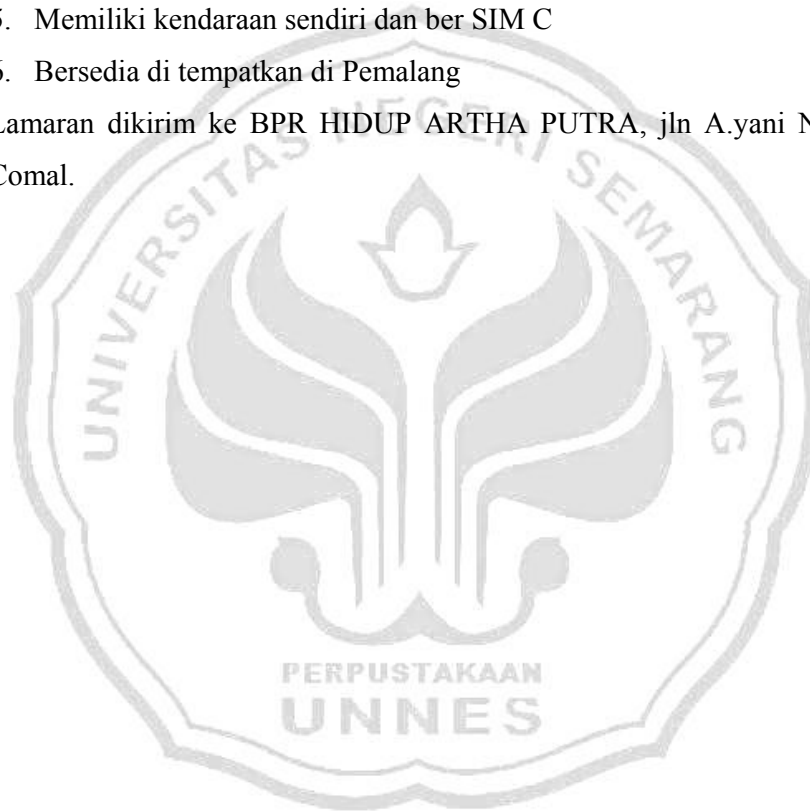 5. Memiliki kendaraan sendiri dan ber SIM C
6. Bersedia di tempatkan di Pemalang
Lamaran dikirim ke BPR HIDUP ARTHA PUTRA, jln A.yani
Comal.
UNIVERSITAS NEGERI SEMARANG
PERPUSTAKAAN
UNNES